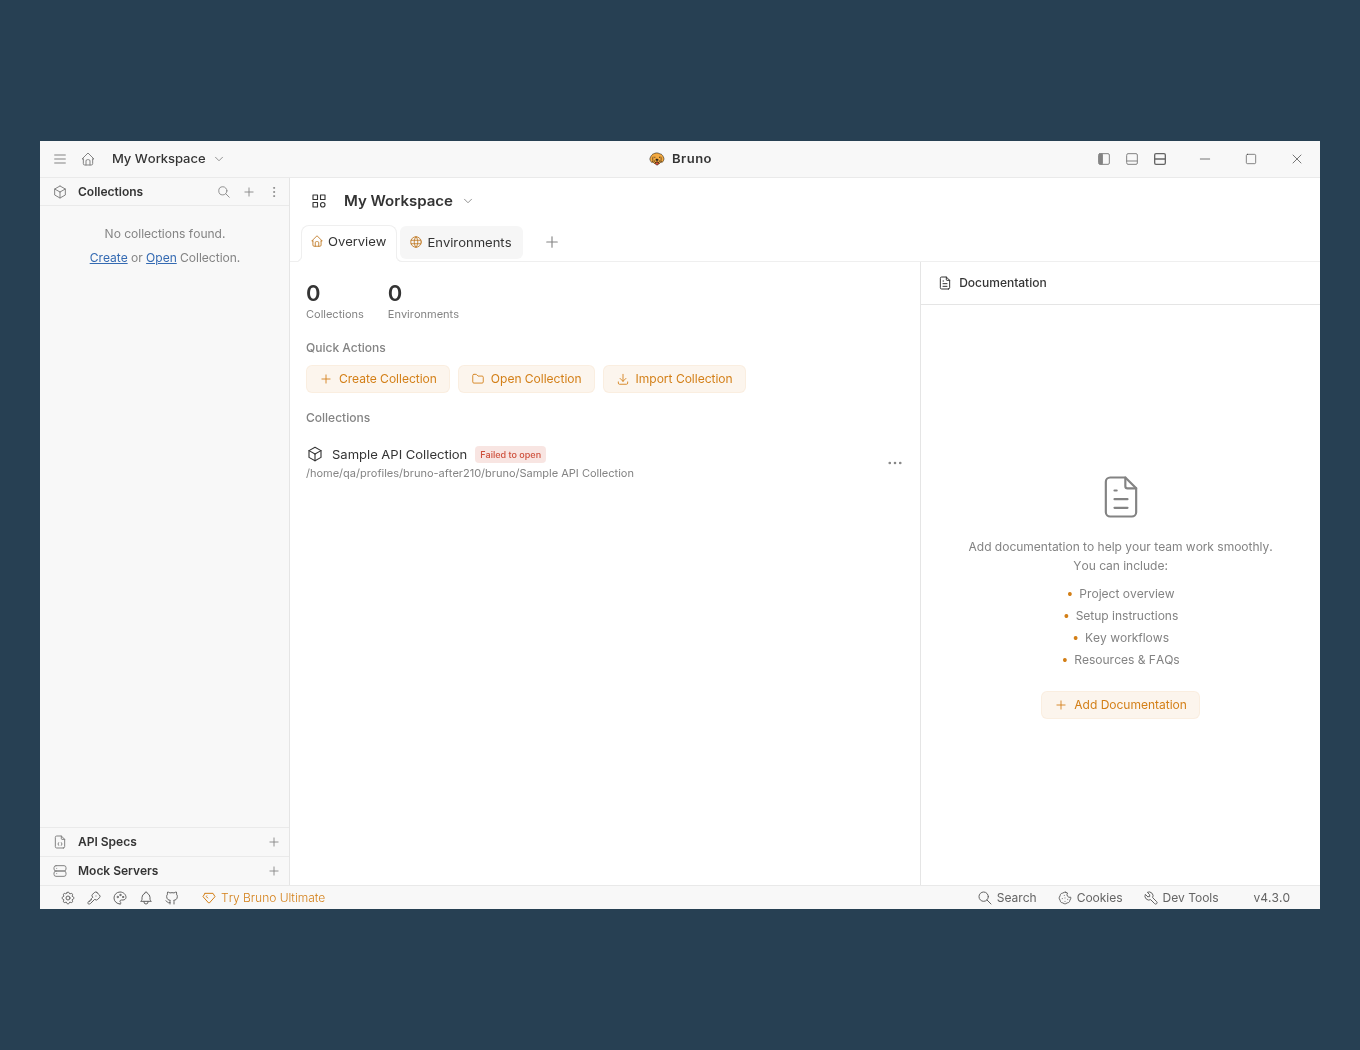 My Workspace
Bruno
Collections
No collections found.
Create or Open Collection.
My Workspace
Overview
Environments
0
Collections
0
Environments
Quick Actions
Create Collection
Open Collection
Import Collection
Collections
Sample API Collection
Failed to open
/home/qa/profiles/bruno-after210/bruno/Sample API Collection
Documentation
Add documentation to help your team work smoothly.
You can include:
• Project overview
• Setup instructions
• Key workflows
• Resources & FAQs
Add Documentation
API Specs
Mock Servers
Try Bruno Ultimate
Search
Cookies
Dev Tools
v4.3.0